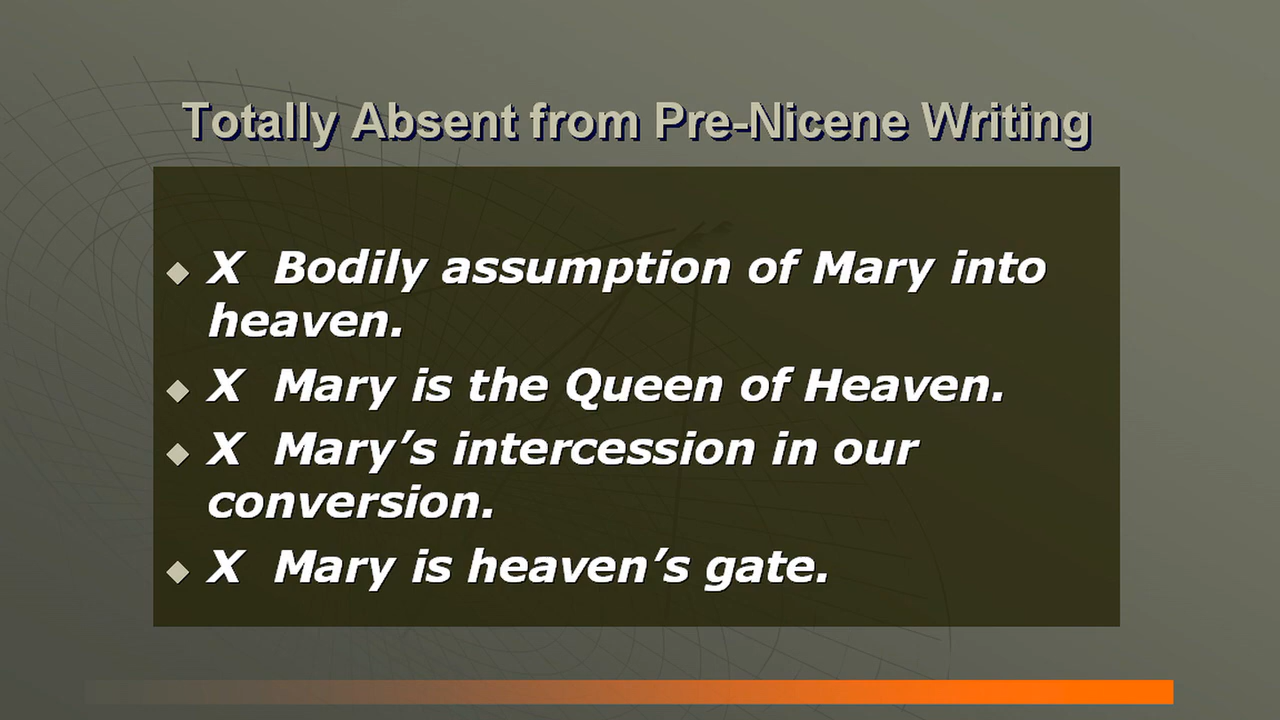 Totally Absent from Pre-Nicene Writing
X Bodily assumption of Mary into
heaven.
X Mary is the Queen of Heaven.
X Mary’s intercession in our
conversion.
X Mary is heaven’s gate.